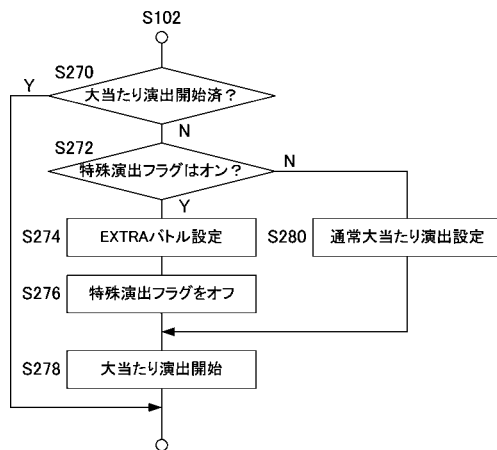 S102
S270
Y
大当たり演出開始済？
N
S272
特殊演出フラグはオン？
N
Y
S274
EXTRAバトル設定
S280
通常大当たり演出設定
S276
特殊演出フラグをオフ
S278
大当たり演出開始